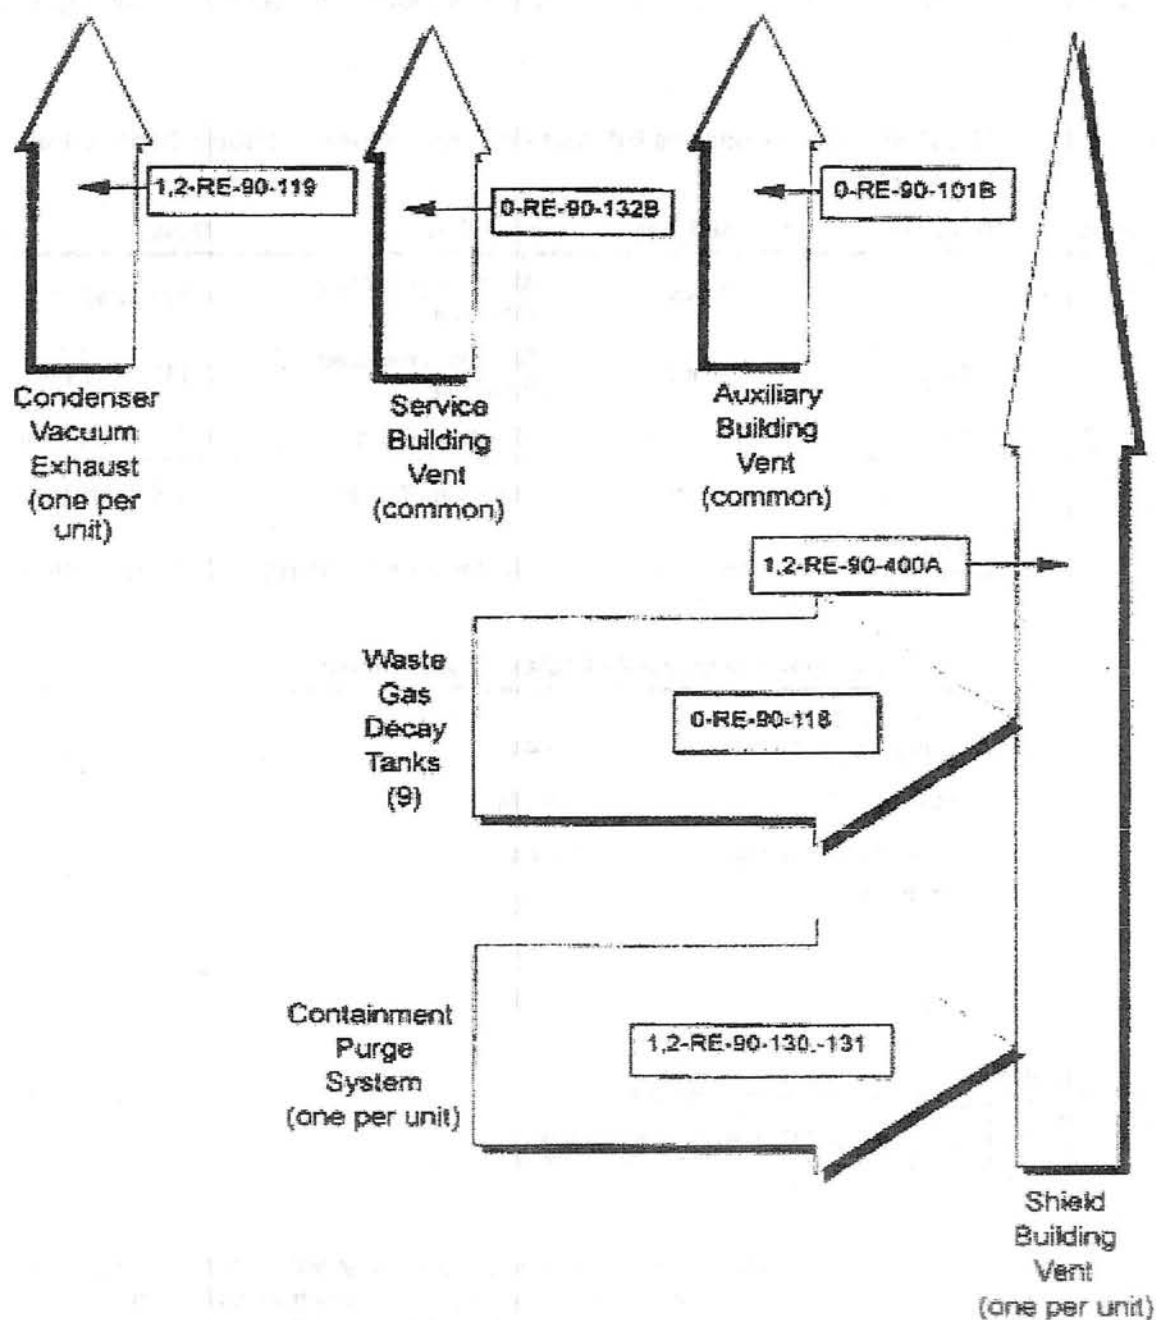 1,2-RE-90-119
0-RE-90-132B
0-RE-90-101B
Condenser
Vacuum
Exhaust
(one per
unit)
Service
Building
Vent
(common)
Auxiliary
Building
Vent
(common)
1,2-RE-90-400A
Waste
Gas
Decay
Tanks
(9)
0-RE-90-118
Containment
Purge
System
(one per unit)
1,2-RE-90-130,-131
Shield
Building
Vent
(one per unit)